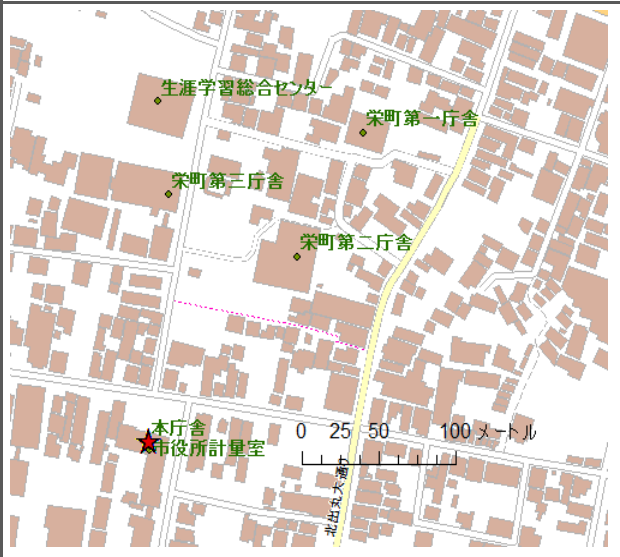 生涯学習総合センター
栄町第一庁舎
栄町第三庁舎
栄町第二庁舎
本庁舎
市役所計量室
0 25 50 100 メートル
北出丸大通り